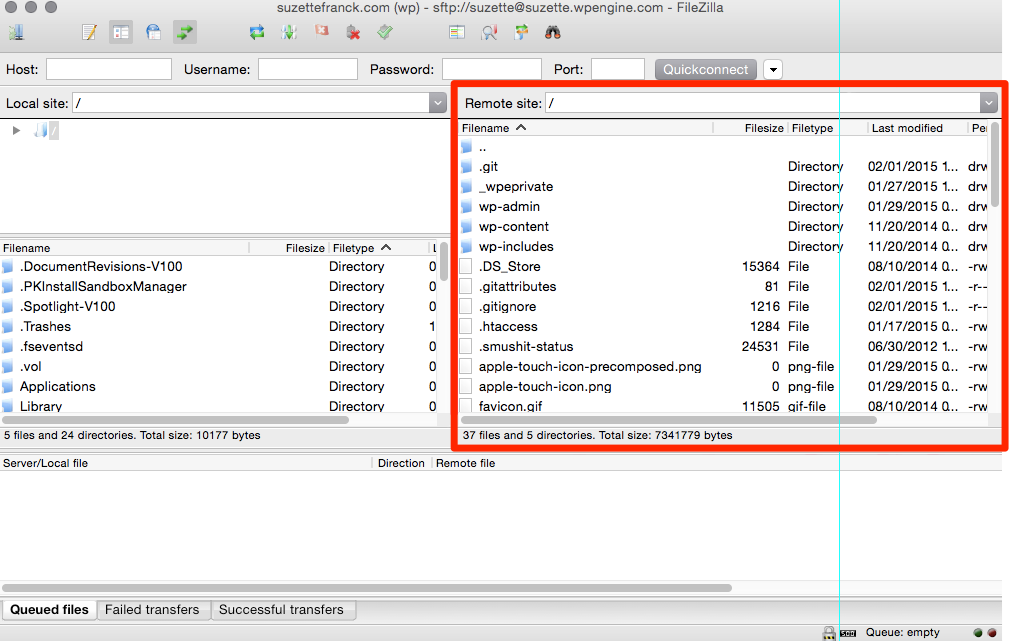 suzettefranck.com (wp) - sftp://suzette@suzette.wpengine.com - FileZilla
Host: Username: Password: Port: Quickconnect
Local site: /
/
Filename Filesize Filetype L
.DocumentRevisions-V100 Directory 0
.PKInstallSandboxManager Directory 0
.Spotlight-V100 Directory 0
.Trashes Directory 1
.fseventsd Directory 0
.vol Directory 0
Applications Directory 0
Library Directory 0
5 files and 24 directories. Total size: 10177 bytes
Remote site: /
Filename Filesize Filetype Last modified Per
..
.git Directory 02/01/2015 1... drw
_wpeprivate Directory 01/27/2015 1... drw
wp-admin Directory 01/29/2015 0... drw
wp-content Directory 11/20/2014 0... drw
wp-includes Directory 11/20/2014 0... drw
.DS_Store 15364 File 08/10/2014 0... -rw
.gitattributes 81 File 02/01/2015 1... -r--
.gitignore 1216 File 02/01/2015 1... -r--
.htaccess 1284 File 01/17/2015 0... -rw
.smushit-status 24531 File 06/30/2012 1... -rw
apple-touch-icon-precomposed.png 0 png-file 01/29/2015 0... -rw
apple-touch-icon.png 0 png-file 01/29/2015 0... -rw
favicon.gif 11505 gif-file 08/10/2014 0... -rw
37 files and 5 directories. Total size: 7341779 bytes
Server/Local file Direction Remote file
Queued files Failed transfers Successful transfers
Queue: empty